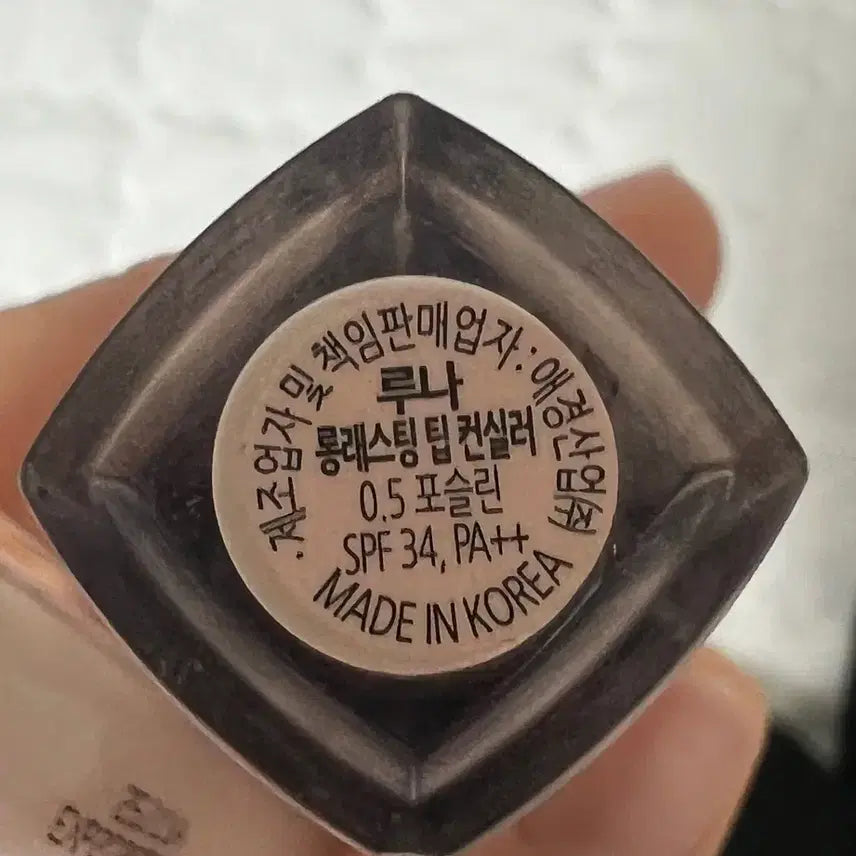 ·제조업자 및 책임판매업자 : 애경산업(주)
루나
롱래스팅 팁 컨실러
0.5 포슬린
SPF 34, PA++
MADE IN KOREA